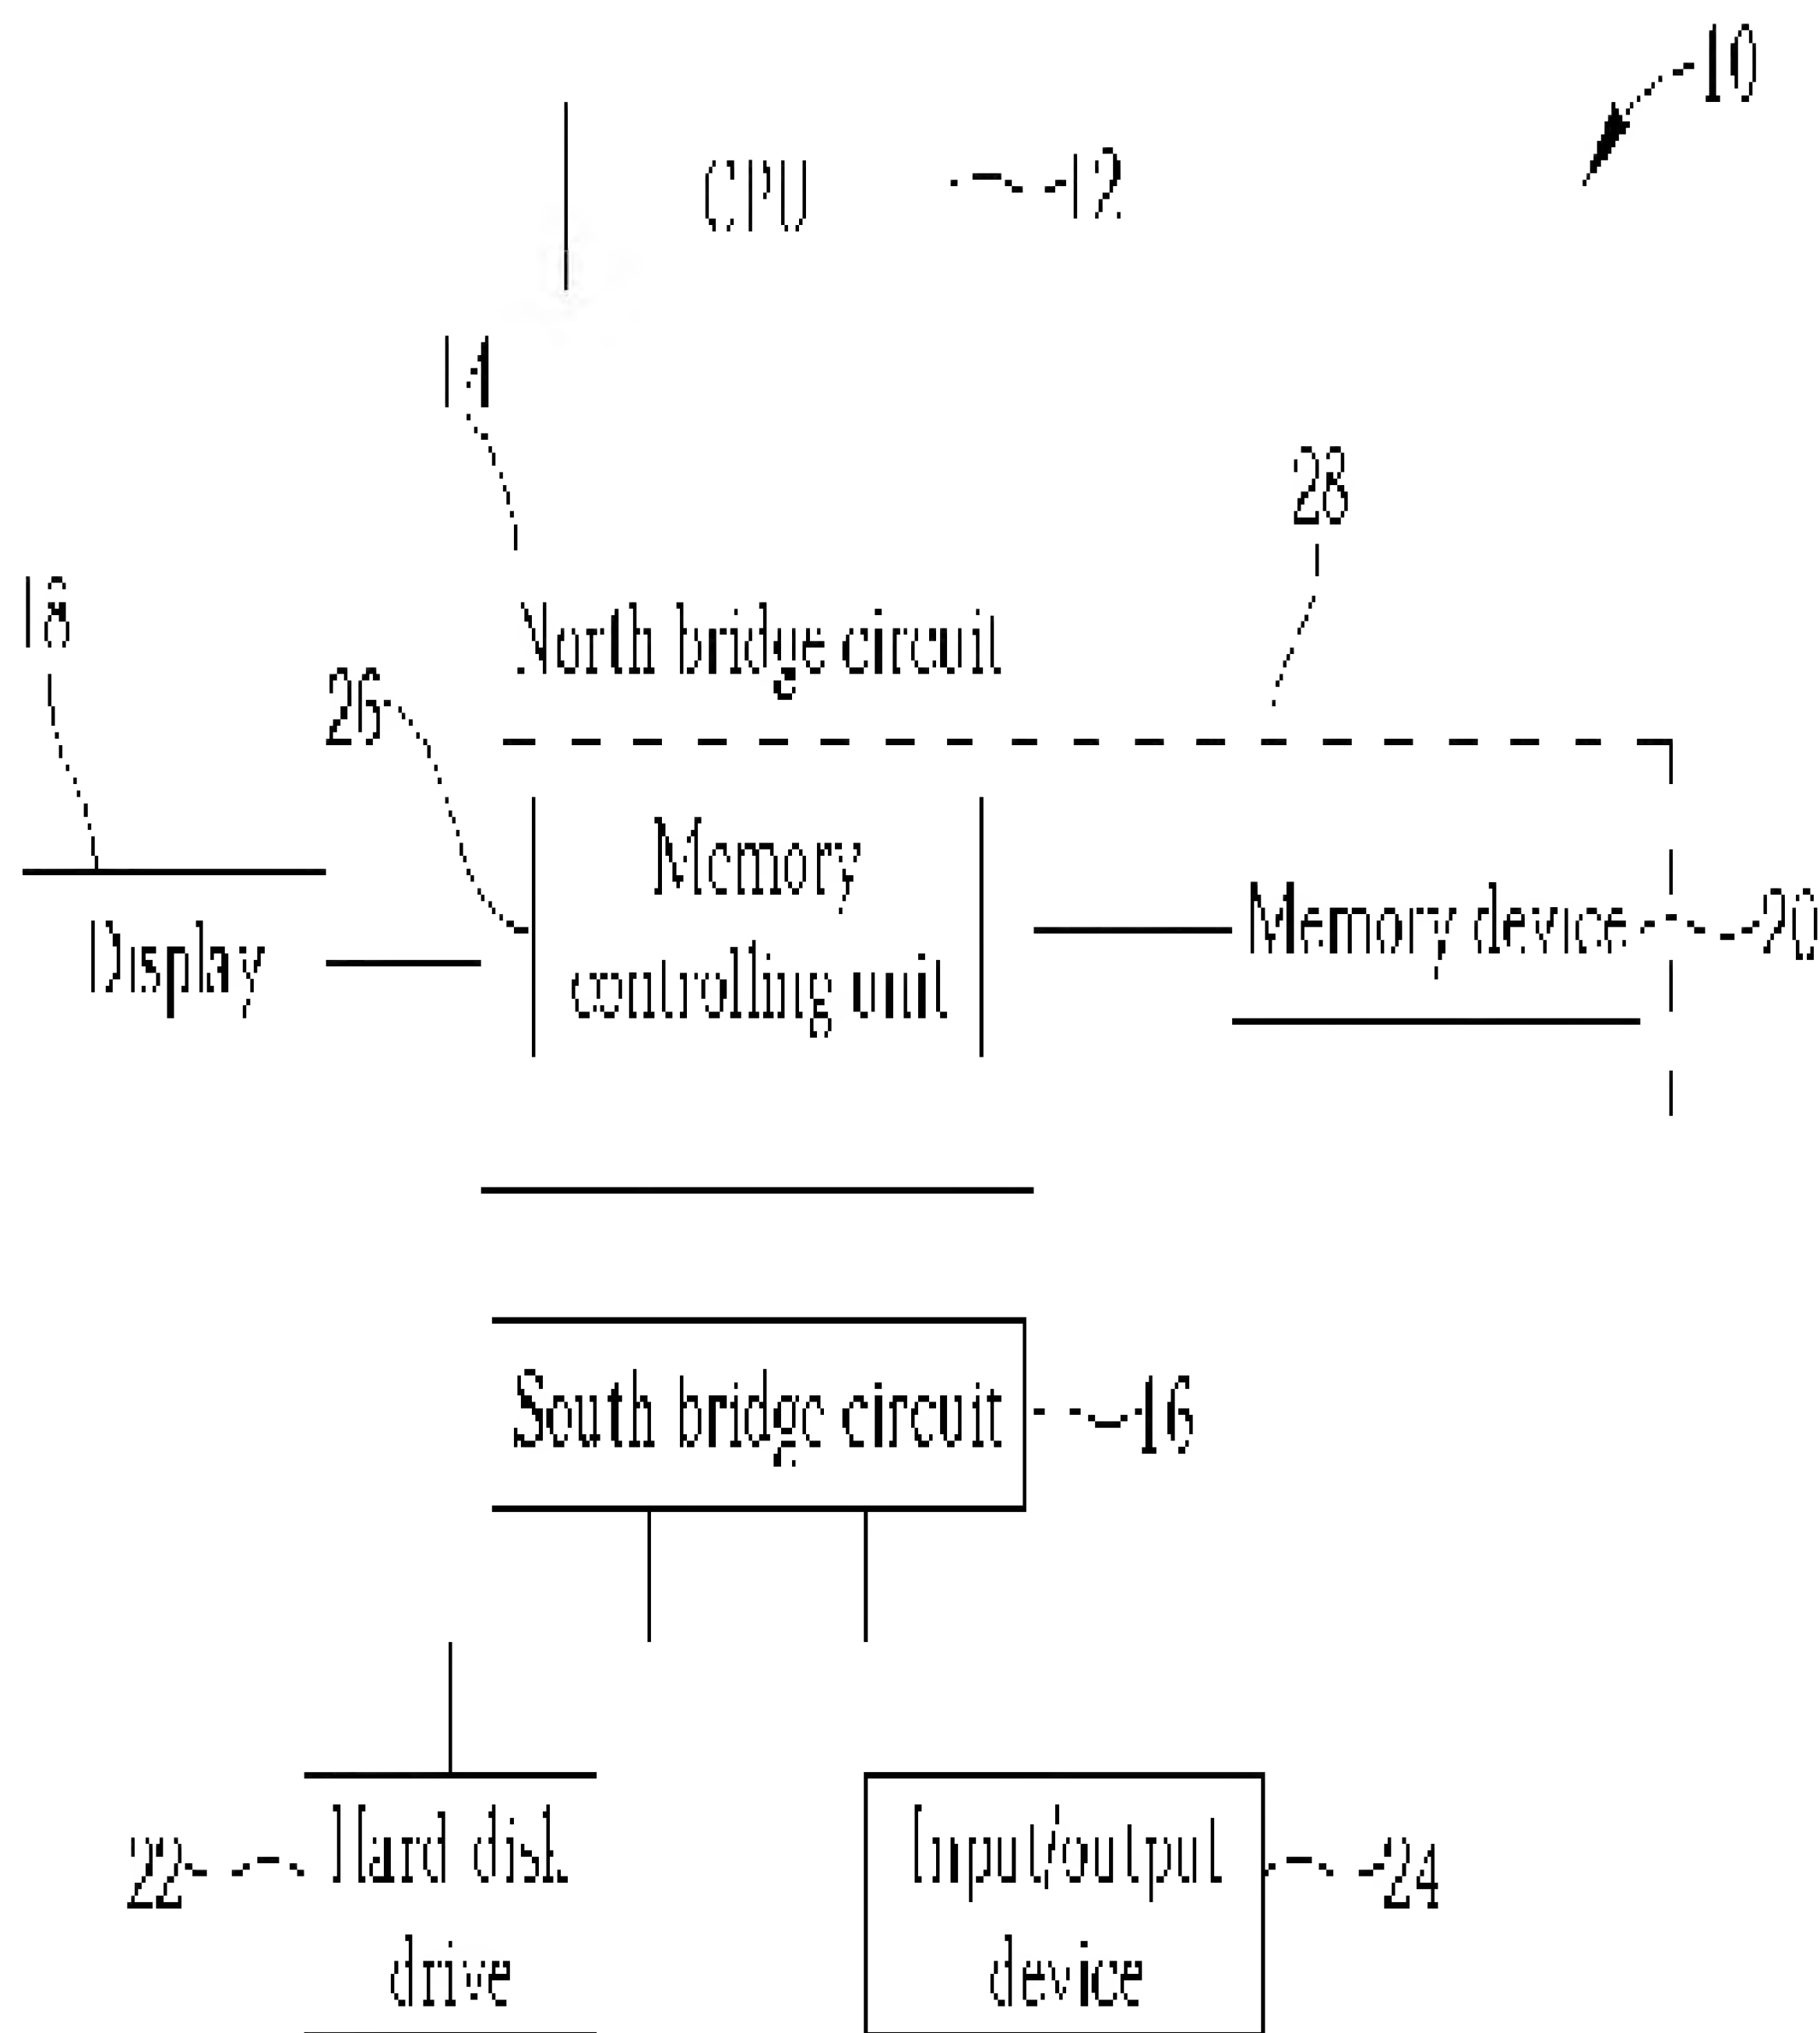 10
CPU 12
14
28
18
North bridge circuit
26
Memory
controlling unit
Display
Memory device 20
South bridge circuit 16
22 Hard disk
drive
Input/output 24
device